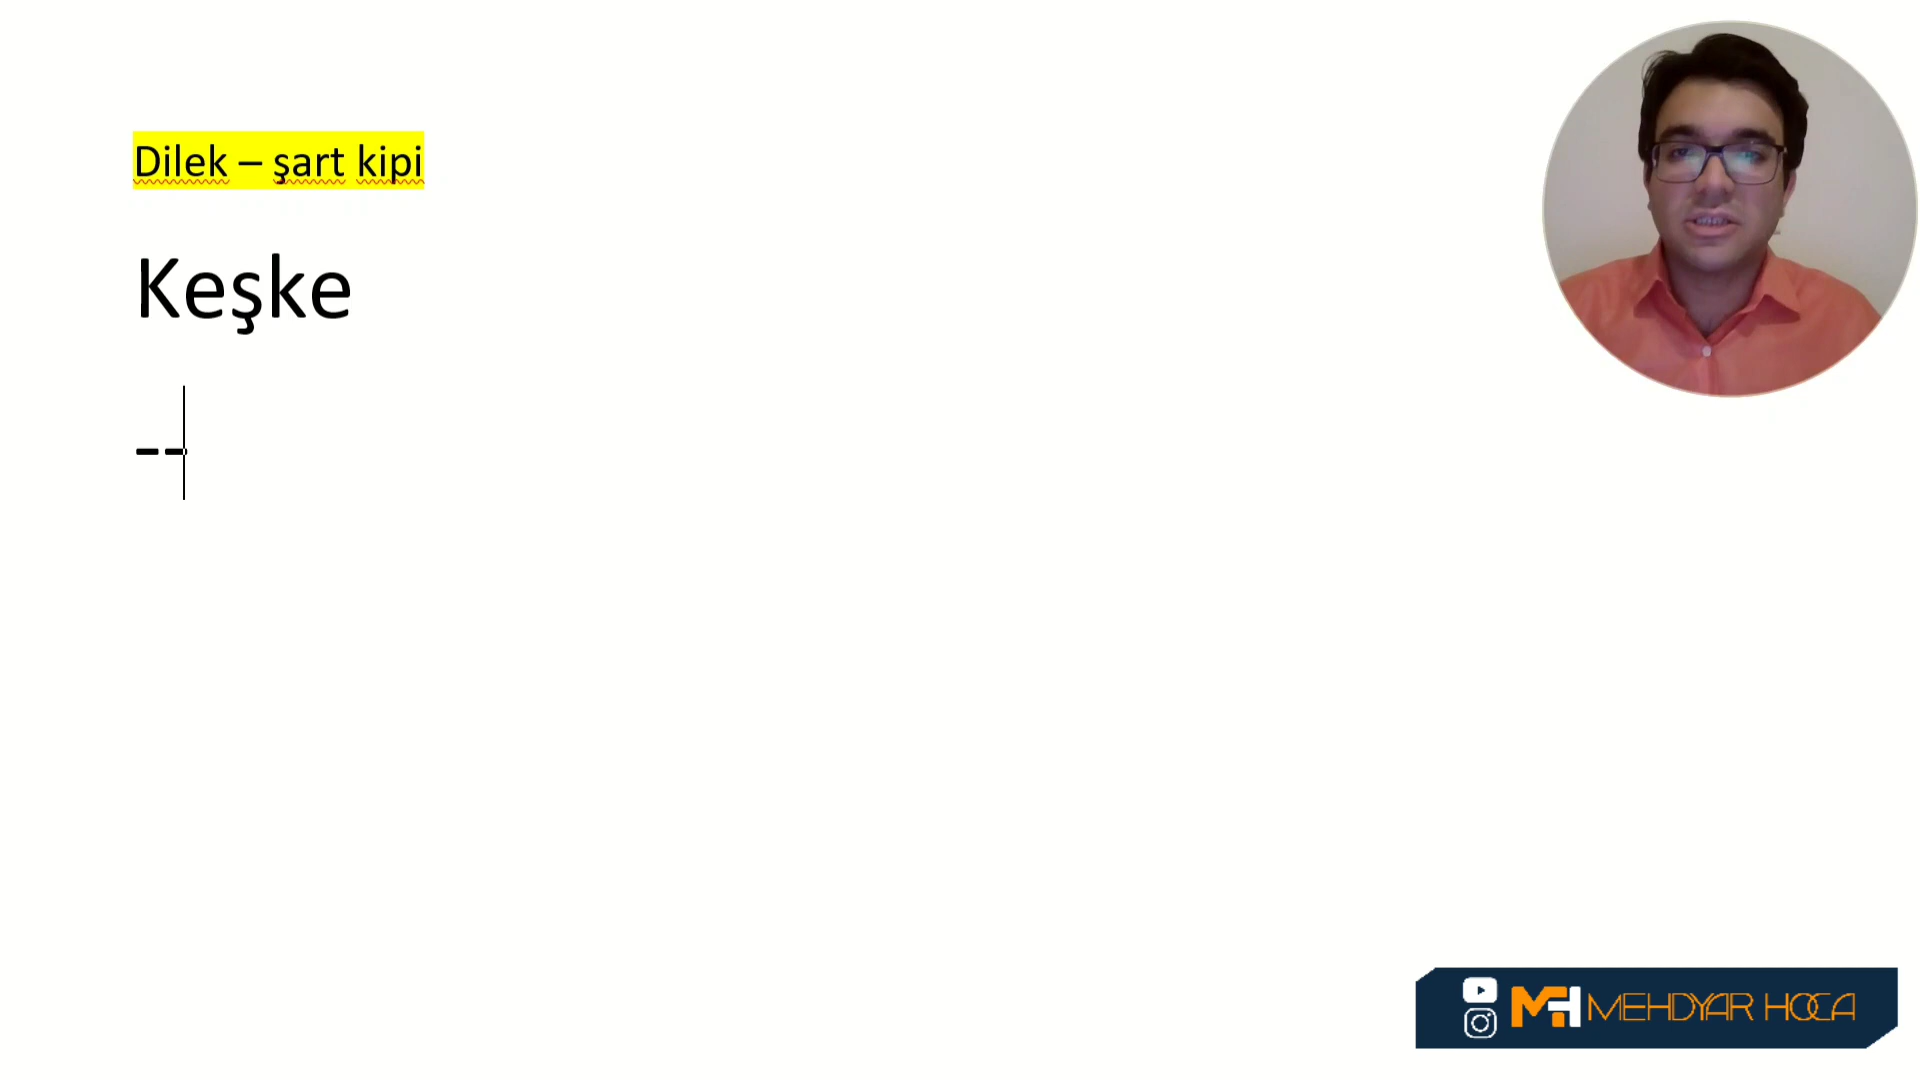 Dilek – şart kipi
Keşke
--
MEHDYAR HOCA